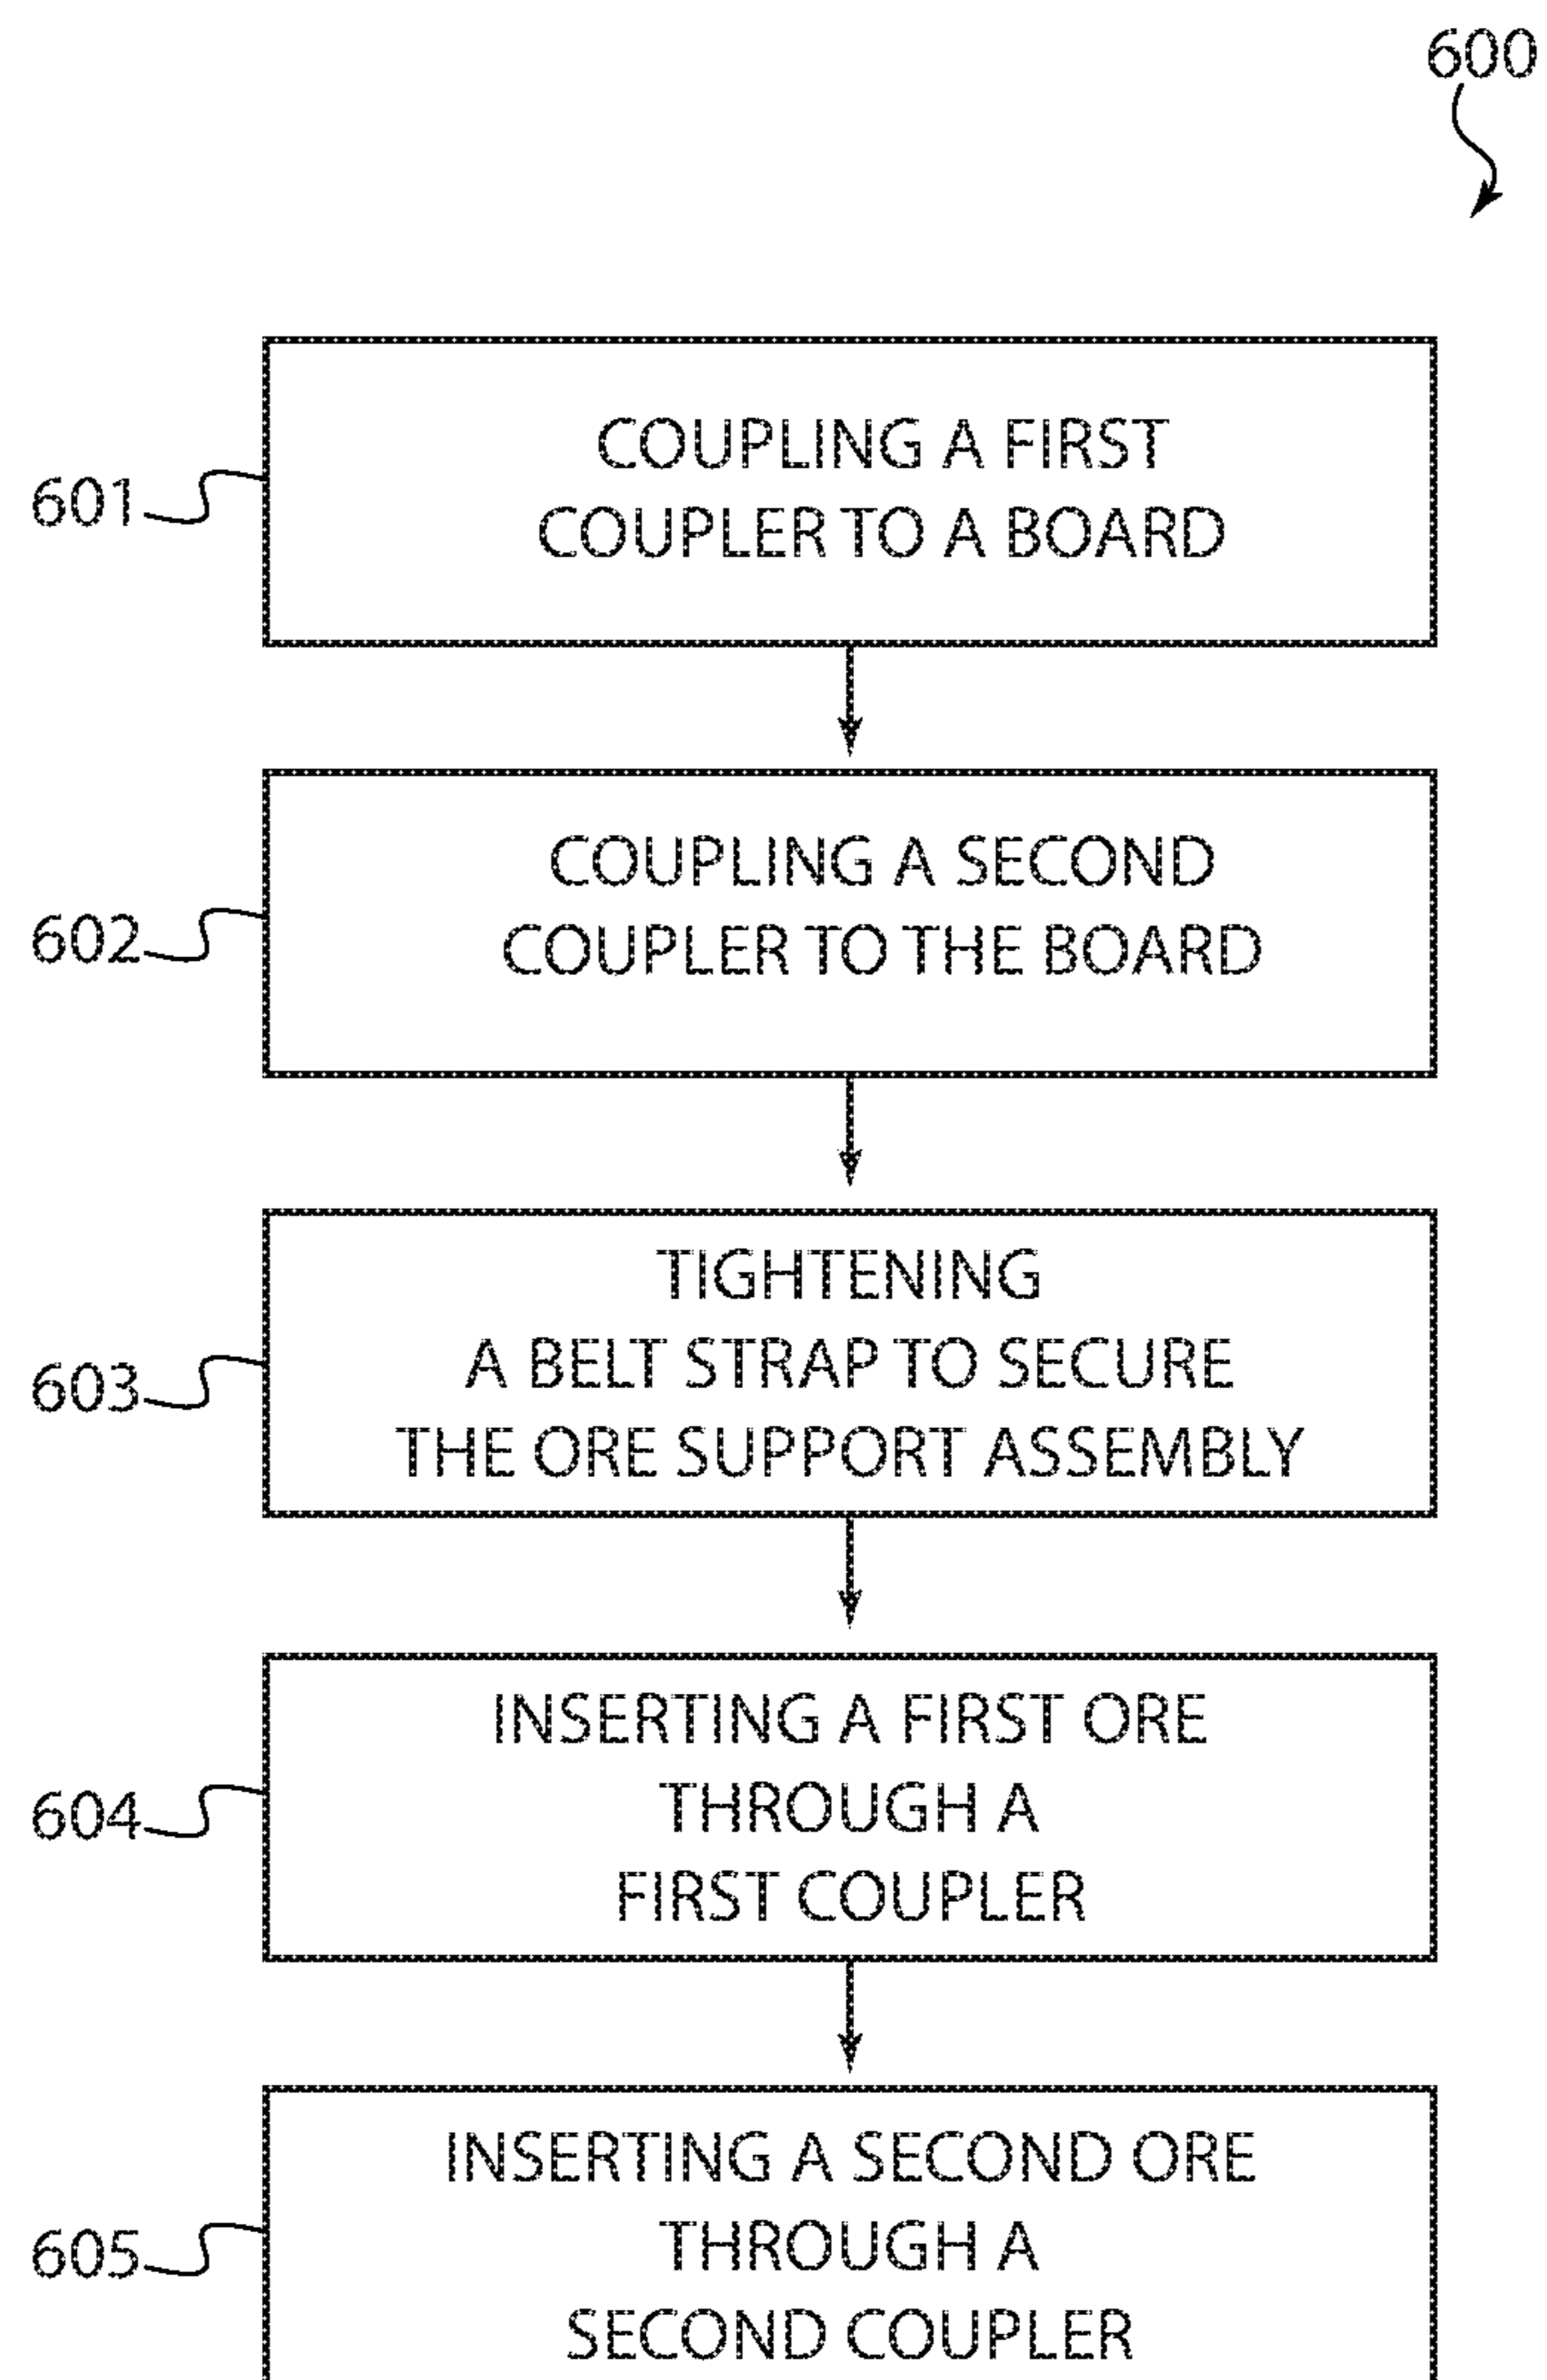 600
601
COUPLING A FIRST
COUPLER TO A BOARD
602
COUPLING A SECOND
COUPLER TO THE BOARD
603
TIGHTENING
A BELT STRAP TO SECURE
THE ORE SUPPORT ASSEMBLY
604
INSERTING A FIRST ORE
THROUGH A
FIRST COUPLER
605
INSERTING A SECOND ORE
THROUGH A
SECOND COUPLER